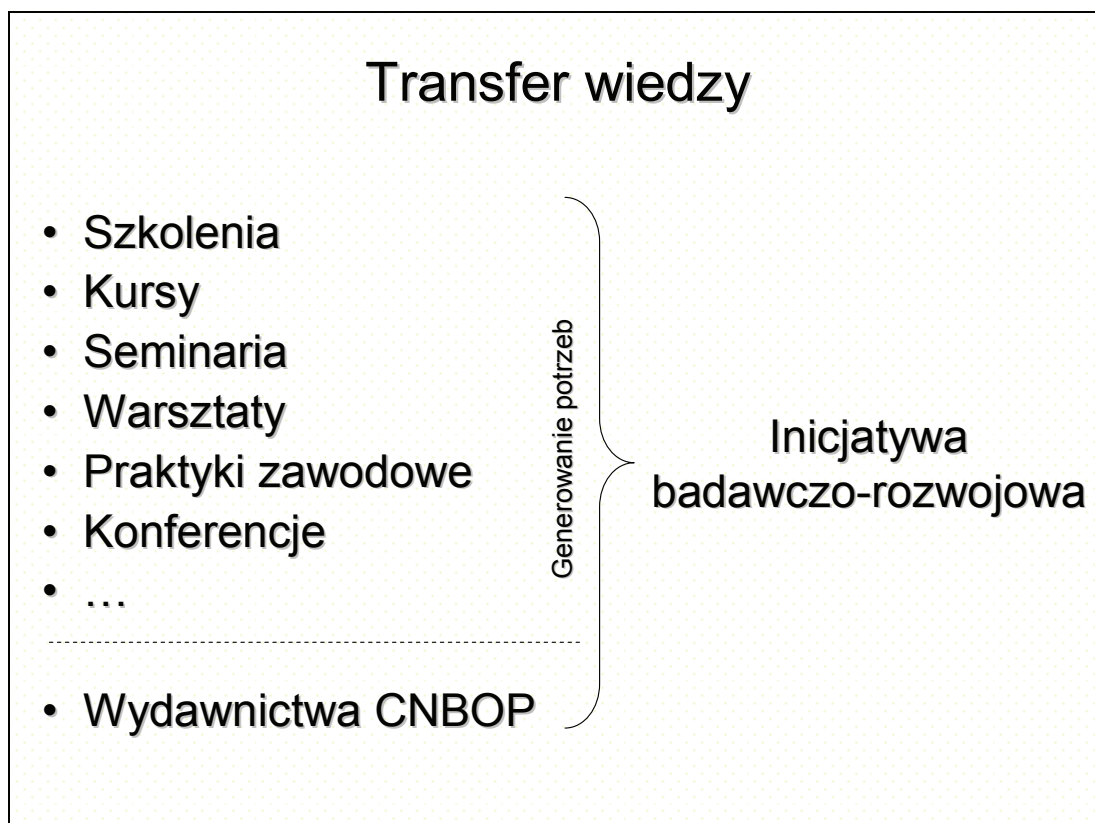 Transfer wiedzy
• Szkolenia
• Kursy
• Seminaria
• Warsztaty
• Praktyki zawodowe
• Konferencje
• …
• Wydawnictwa CNBOP
Generowanie potrzeb
Inicjatywa
badawczo-rozwojowa